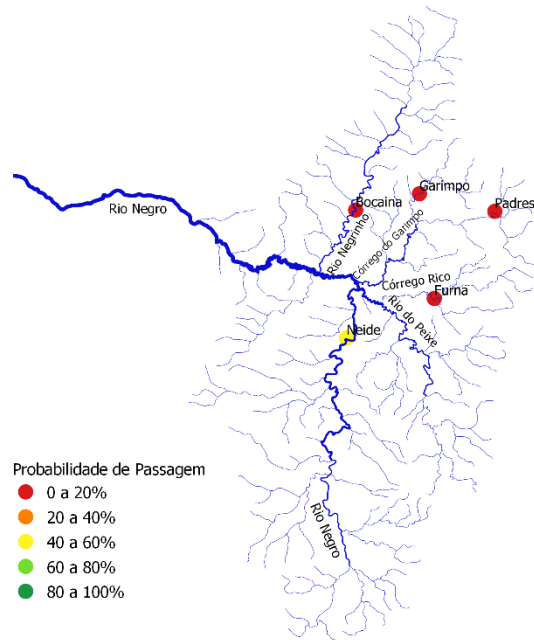 Garimpo
Bocaina
Padres
Rio Negro
Rio Negrinho
Córrego do Garimpo
Córrego Rico
Furna
Rio do Peixe
Neide
Probabilidade de Passagem
0 a 20%
20 a 40%
40 a 60%
60 a 80%
80 a 100%
Rio Negro